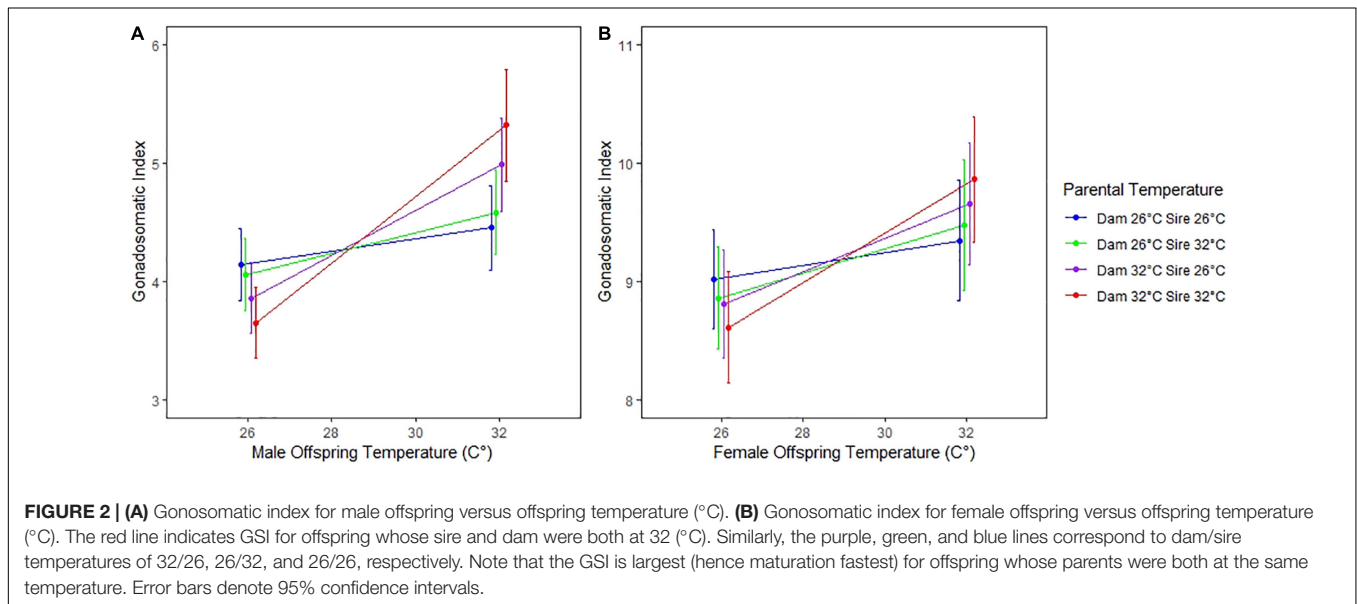 A
B
6
5
4
3
Gonadosomatic Index
26 28 30 32
Male Offspring Temperature (C°)
11
10
9
8
Gonadosomatic Index
26 28 30 32
Female Offspring Temperature (C°)
Parental Temperature
Dam 26°C Sire 26°C
Dam 26°C Sire 32°C
Dam 32°C Sire 26°C
Dam 32°C Sire 32°C
FIGURE 2 | (A) Gonosomatic index for male offspring versus offspring temperature (°C). (B) Gonosomatic index for female offspring versus offspring temperature
(°C). The red line indicates GSI for offspring whose sire and dam were both at 32 (°C). Similarly, the purple, green, and blue lines correspond to dam/sire
temperatures of 32/26, 26/32, and 26/26, respectively. Note that the GSI is largest (hence maturation fastest) for offspring whose parents were both at the same
temperature. Error bars denote 95% confidence intervals.